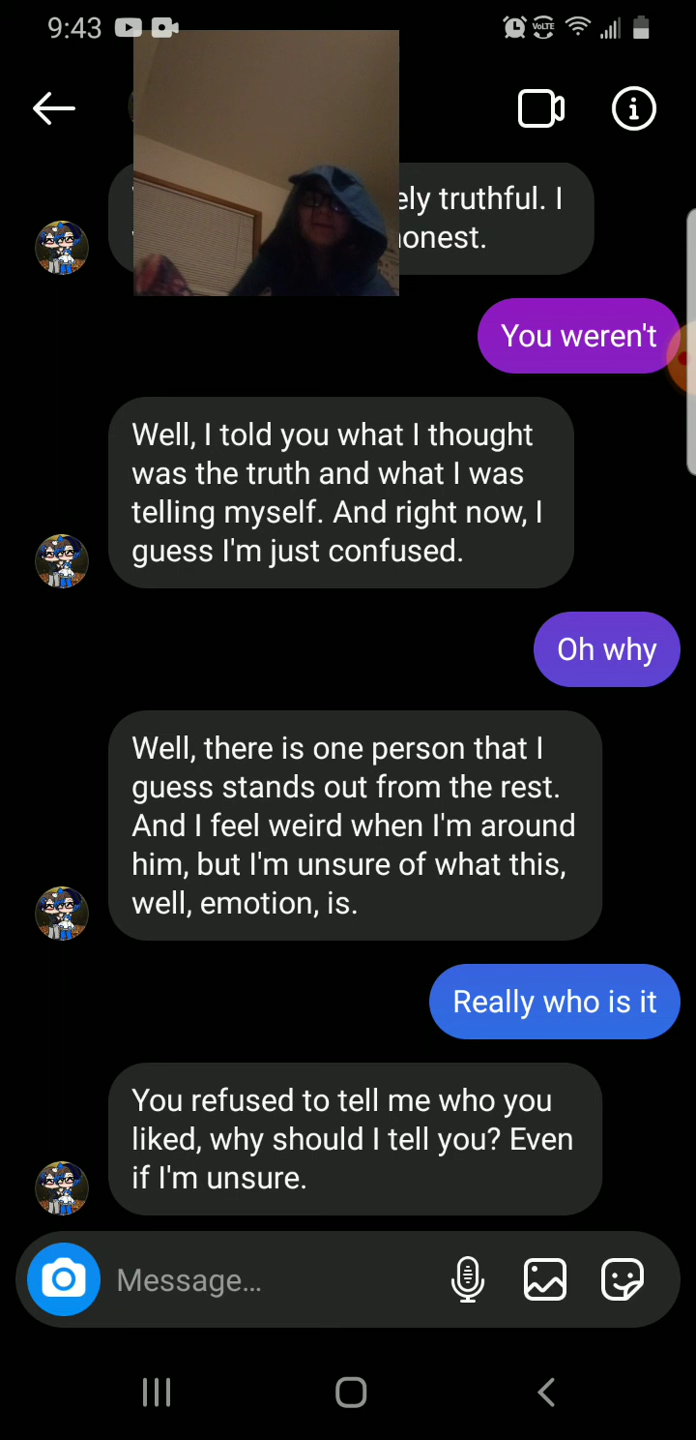 9:43
VoLTE
ely truthful. I
onest.
You weren't
Well, I told you what I thought
was the truth and what I was
telling myself. And right now, I
guess I'm just confused.
Oh why
Well, there is one person that I
guess stands out from the rest.
And I feel weird when I'm around
him, but I'm unsure of what this,
well, emotion, is.
Really who is it
You refused to tell me who you
liked, why should I tell you? Even
if I'm unsure.
Message...